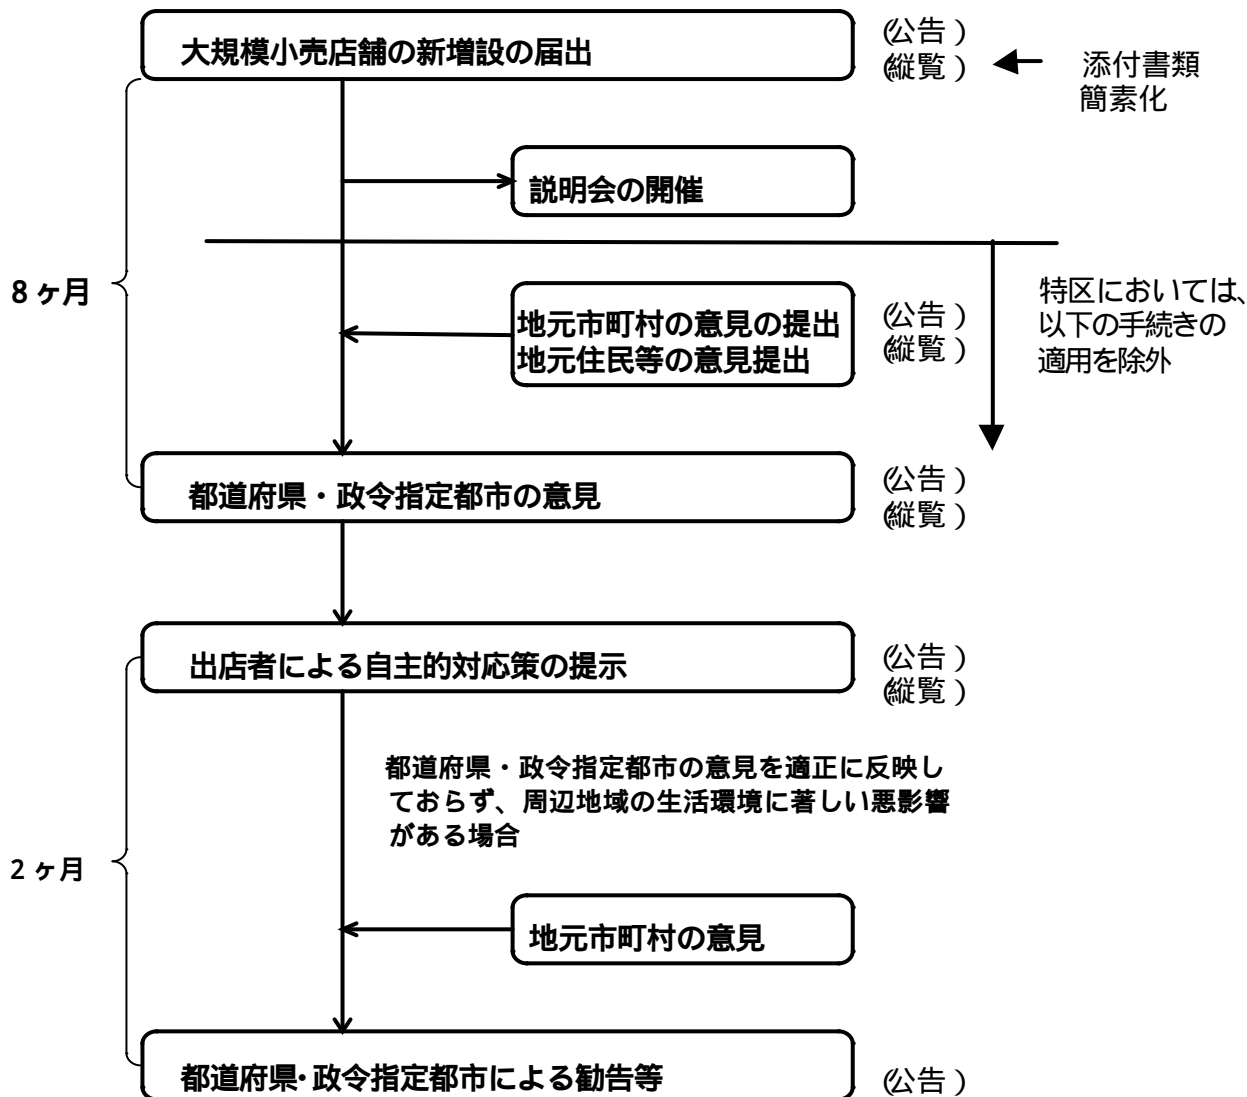 大規模小売店舗の新増設の届出
(公告)
(縦覧)
添付書類
簡素化
説明会の開催
8ヶ月
特区においては、
以下の手続きの
適用を除外
地元市町村の意見の提出
地元住民等の意見提出
(公告)
(縦覧)
都道府県・政令指定都市の意見
(公告)
(縦覧)
出店者による自主的対応策の提示
(公告)
(縦覧)
都道府県・政令指定都市の意見を適正に反映し
ておらず、周辺地域の生活環境に著しい悪影響
がある場合
2ヶ月
地元市町村の意見
都道府県・政令指定都市による勧告等
(公告)